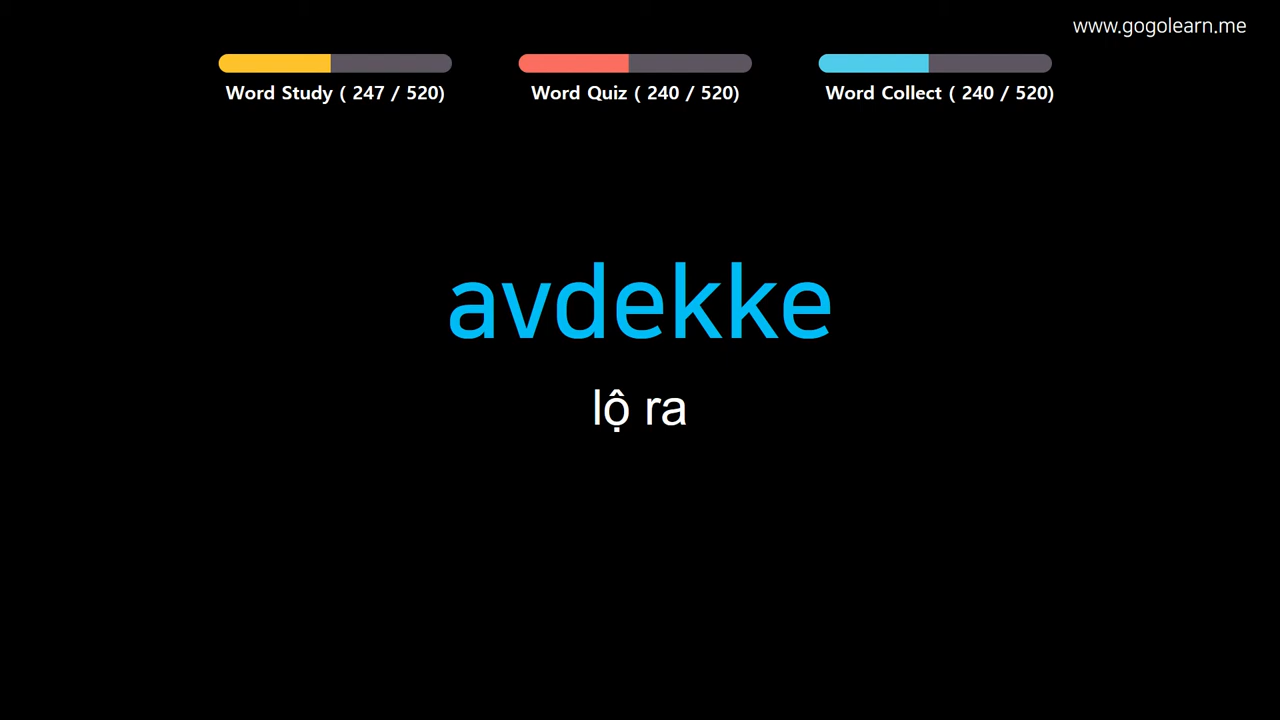 www.gogolearn.me
Word Study ( 247 / 520)
Word Quiz ( 240 / 520)
Word Collect ( 240 / 520)
avdekke
lộ ra